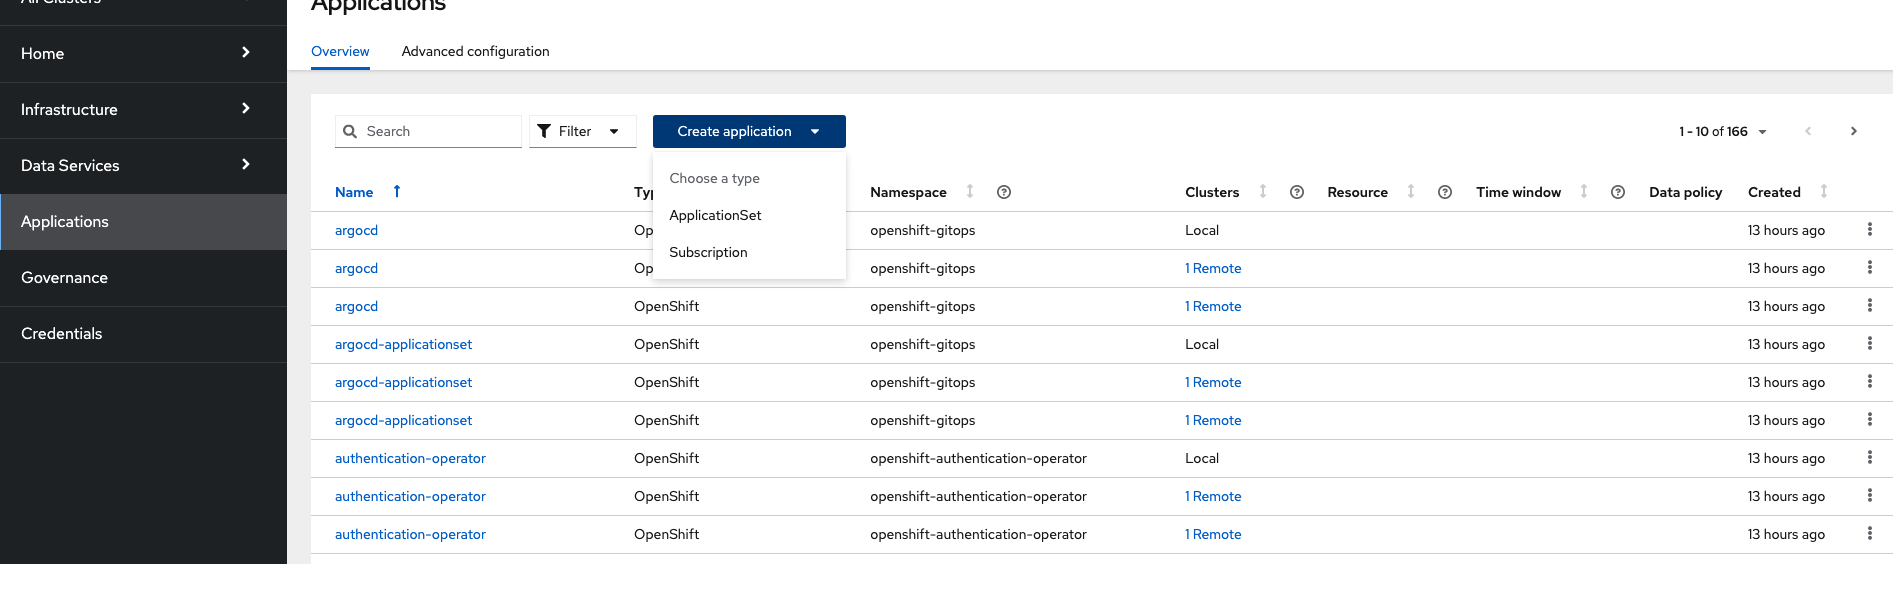 All Clusters
Home
Infrastructure
Data Services
Applications
Governance
Credentials
Applications
Overview Advanced configuration
Search Filter Create application 1 - 10 of 166
Choose a type
ApplicationSet
Subscription
Name Namespace Clusters Resource Time window Data policy Created
argocd Op openshift-gitops Local 13 hours ago
argocd Op openshift-gitops 1 Remote 13 hours ago
argocd OpenShift openshift-gitops 1 Remote 13 hours ago
argocd-applicationset OpenShift openshift-gitops Local 13 hours ago
argocd-applicationset OpenShift openshift-gitops 1 Remote 13 hours ago
argocd-applicationset OpenShift openshift-gitops 1 Remote 13 hours ago
authentication-operator OpenShift openshift-authentication-operator Local 13 hours ago
authentication-operator OpenShift openshift-authentication-operator 1 Remote 13 hours ago
authentication-operator OpenShift openshift-authentication-operator 1 Remote 13 hours ago